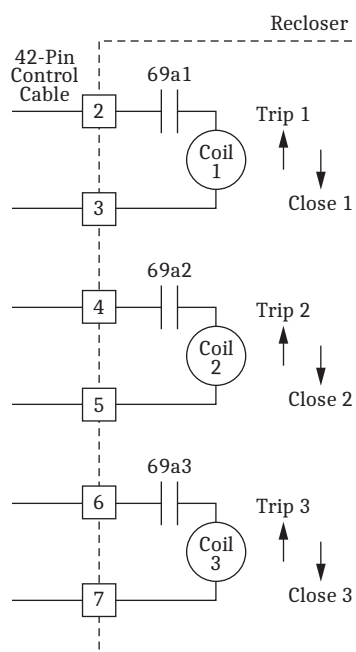 Recloser
42-Pin
Control
Cable
69a1
2
Trip 1
Coil
1
3
Close 1
69a2
4
Trip 2
Coil
2
5
Close 2
69a3
6
Trip 3
Coil
3
7
Close 3